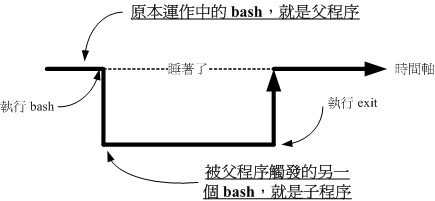 原本運作中的 bash，就是父程序
睡著了
時間軸
執行 bash
執行 exit
被父程序觸發的另一
個 bash，就是子程序